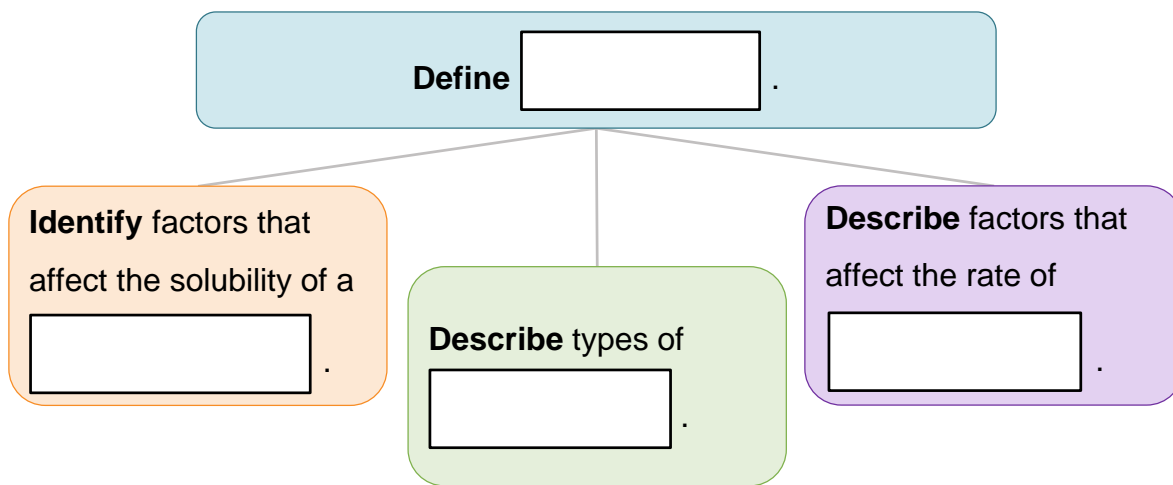 Define .
Identify factors that
affect the solubility of a
.
Describe types of
.
Describe factors that
affect the rate of
.